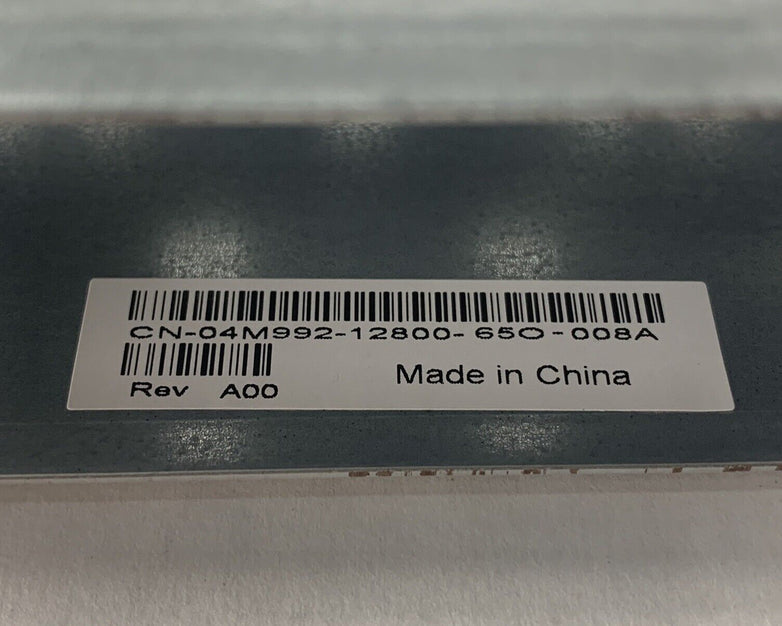 CN-04M992-12800-65O-008A
Rev A00
Made in China